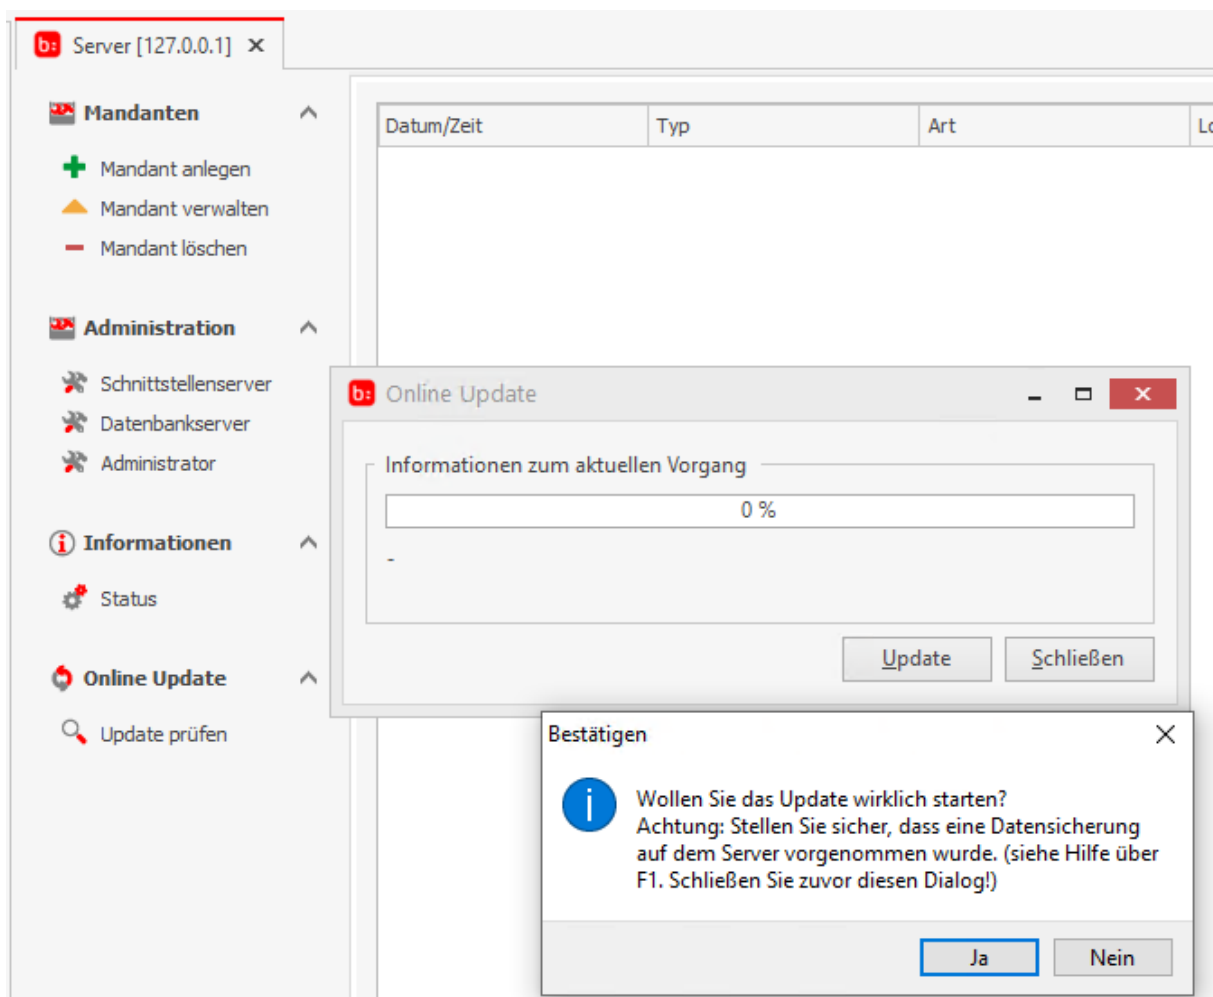 b: Server [127.0.0.1]
Mandanten
Mandant anlegen
Mandant verwalten
Mandant löschen
Administration
Schnittstellenserver
Datenbankserver
Administrator
Informationen
Status
Online Update
Update prüfen
Datum/Zeit Typ Art
b: Online Update
Informationen zum aktuellen Vorgang
0 %
-
Update Schließen
Bestätigen
Wollen Sie das Update wirklich starten?
Achtung: Stellen Sie sicher, dass eine Datensicherung
auf dem Server vorgenommen wurde. (siehe Hilfe über
F1. Schließen Sie zuvor diesen Dialog!)
Ja Nein